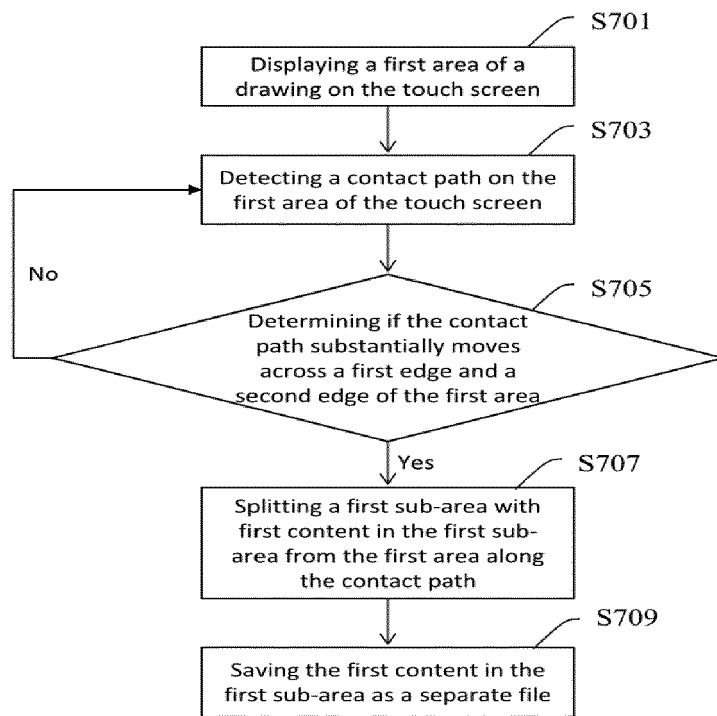 S701
Displaying a first area of a
drawing on the touch screen
S703
Detecting a contact path on the
first area of the touch screen
No
S705
Determining if the contact
path substantially moves
across a first edge and a
second edge of the first area
Yes
S707
Splitting a first sub-area with
first content in the first sub-
area from the first area along
the contact path
S709
Saving the first content in the
first sub-area as a separate file